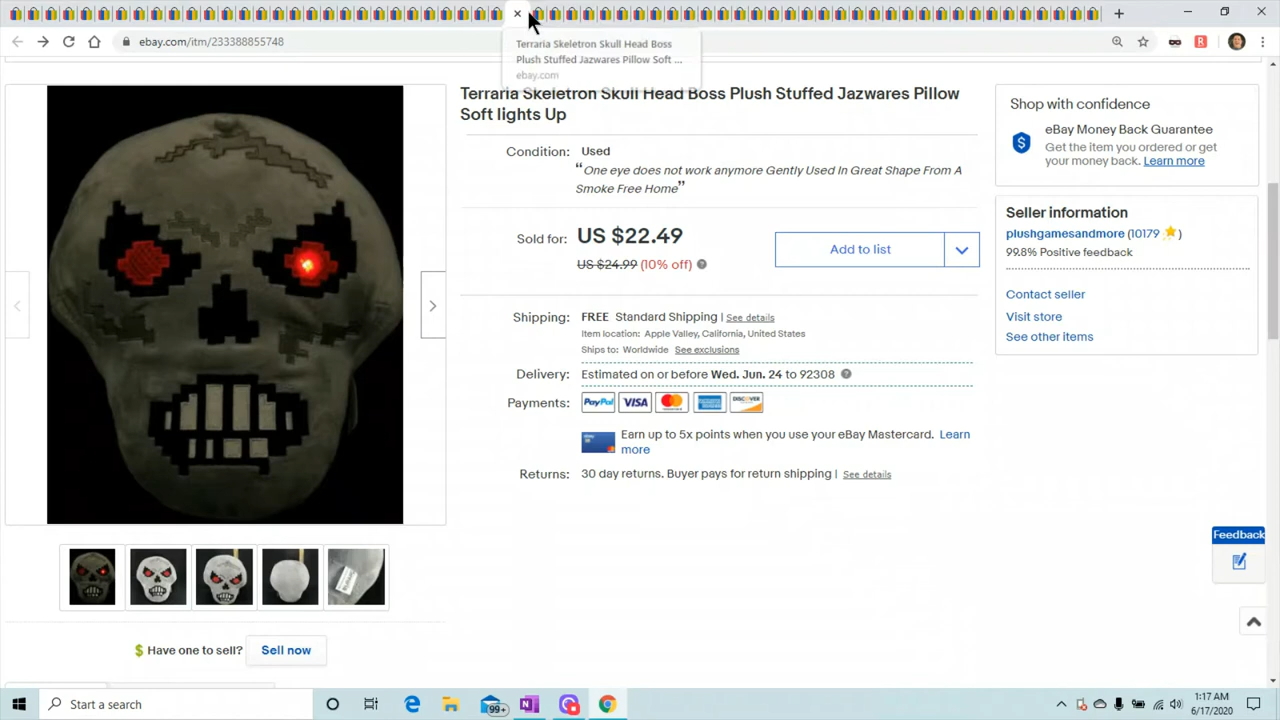 ebay.com/itm/233388855748
Terraria Skeletron Skull Head Boss
Plush Stuffed Jazwares Pillow Soft ...
ebay.com
Terraria Skeletron Skull Head Boss Plush Stuffed Jazwares Pillow
Soft lights Up
Condition: Used
"One eye does not work anymore Gently Used In Great Shape From A
Smoke Free Home"
Sold for: US $22.49
US $24.99 (10% off)
Add to list
Shipping: FREE Standard Shipping | See details
Item location: Apple Valley, California, United States
Ships to: Worldwide See exclusions
Delivery: Estimated on or before Wed. Jun. 24 to 92308
Payments: PayPal VISA DISCOVER
Earn up to 5x points when you use your eBay Mastercard. Learn
more
Returns: 30 day returns. Buyer pays for return shipping | See details
Shop with confidence
eBay Money Back Guarantee
Get the item you ordered or get
your money back. Learn more
Seller information
plushgamesandmore (10179 )
99.8% Positive feedback
Contact seller
Visit store
See other items
Feedback
$ Have one to sell? Sell now
Start a search
99+
1:17 AM
6/17/2020